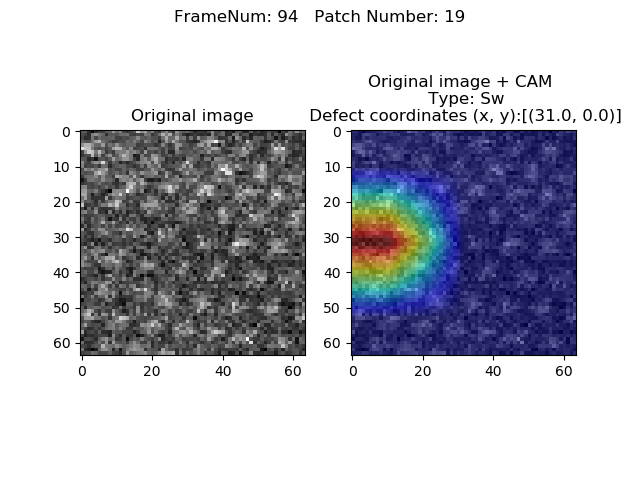 FrameNum: 94   Patch Number: 19
Original image + CAM
Type: Sw
Original image
Defect coordinates (x, y):[(31.0, 0.0)]
0
10
20
30
40
50
60
0 20 40 60
0
10
20
30
40
50
60
0 20 40 60